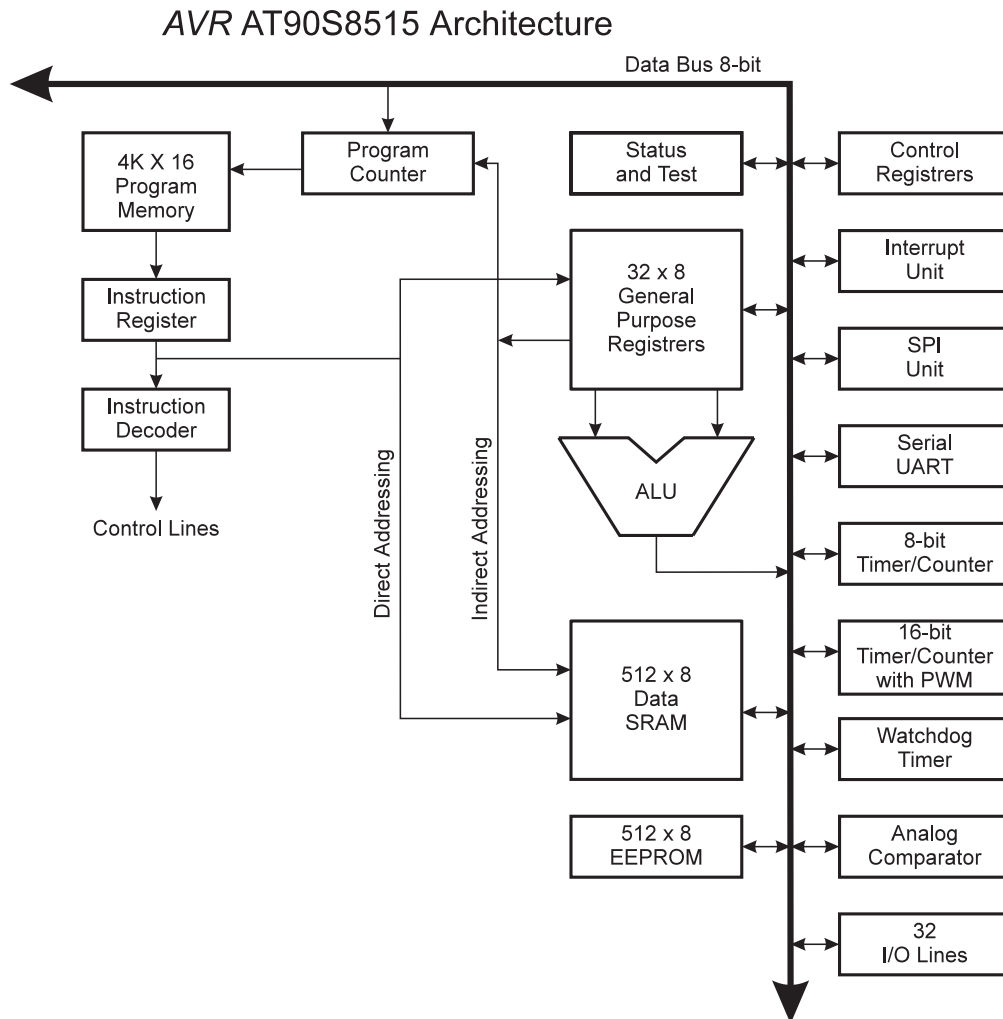 AVR AT90S8515 Architecture
Data Bus 8-bit
4K X 16
Program
Memory
Program
Counter
Status
and Test
Control
Registrers
Instruction
Register
32 x 8
General
Purpose
Registrers
Interrupt
Unit
SPI
Unit
Instruction
Decoder
Control Lines
Direct Addressing
Indirect Addressing
ALU
Serial
UART
8-bit
Timer/Counter
16-bit
Timer/Counter
with PWM
512 x 8
Data
SRAM
Watchdog
Timer
512 x 8
EEPROM
Analog
Comparator
32
I/O Lines